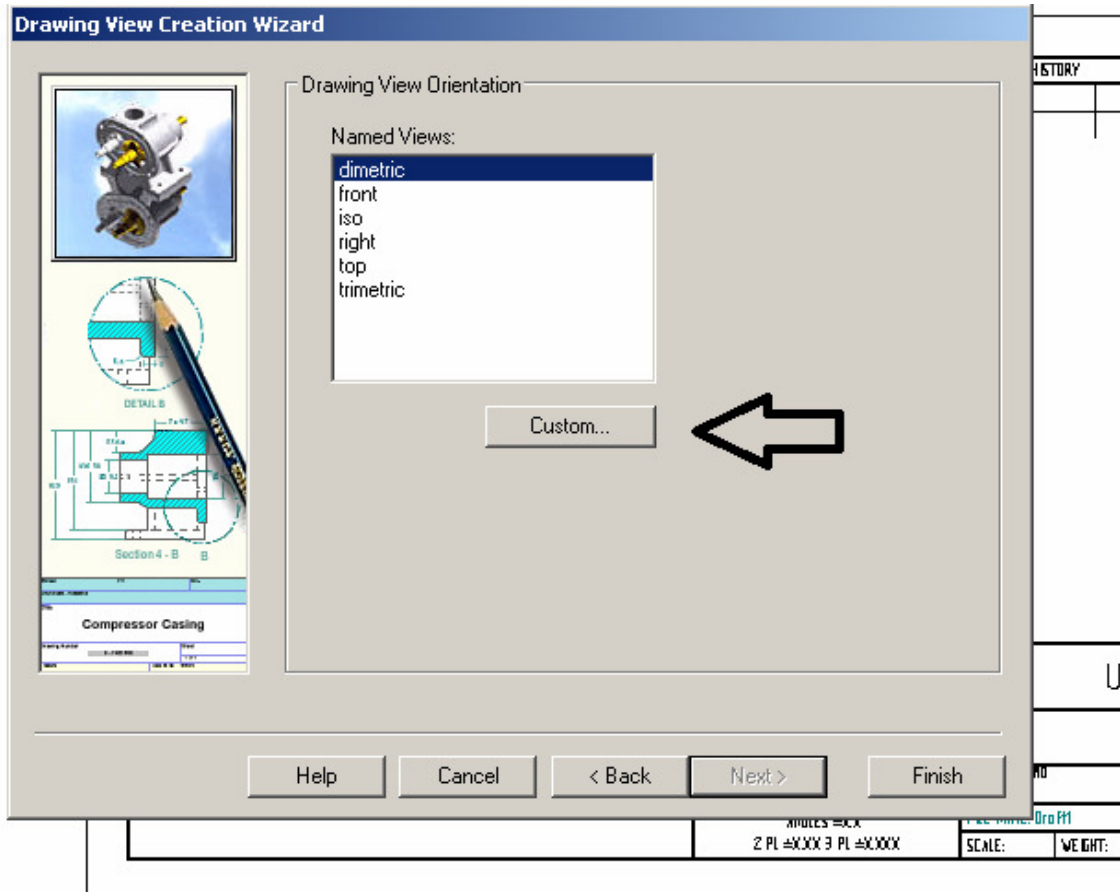 Drawing View Creation Wizard
Drawing View Orientation
Named Views:
dimetric
front
iso
right
top
trimetric
Custom...
DETAIL B
Section 4 - B
B
Compressor Casing
Help
Cancel
< Back
Next >
Finish
SCALE:
WEIGHT: